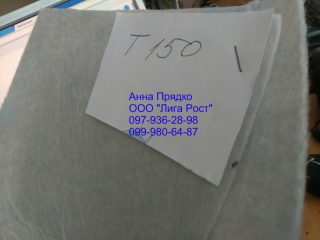 Т 150
Анна Прядко
ООО "Лига Рост"
097-936-28-98
099-980-64-87